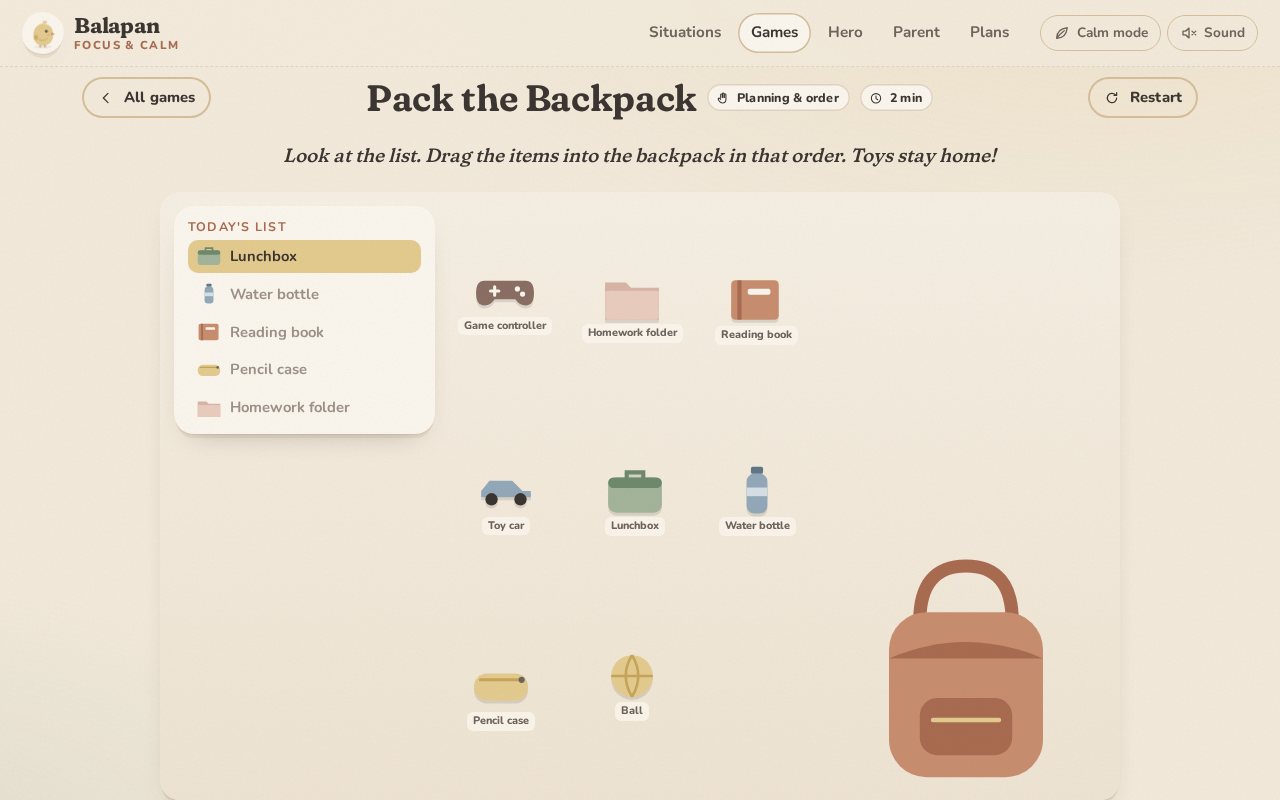 Balapan
FOCUS & CALM
Situations
Games
Hero
Parent
Plans
Calm mode
Sound
All games
Pack the Backpack
Planning & order
2 min
Restart
Look at the list. Drag the items into the backpack in that order. Toys stay home!
TODAY'S LIST
Lunchbox
Water bottle
Reading book
Pencil case
Homework folder
Game controller
Homework folder
Reading book
Toy car
Lunchbox
Water bottle
Pencil case
Ball